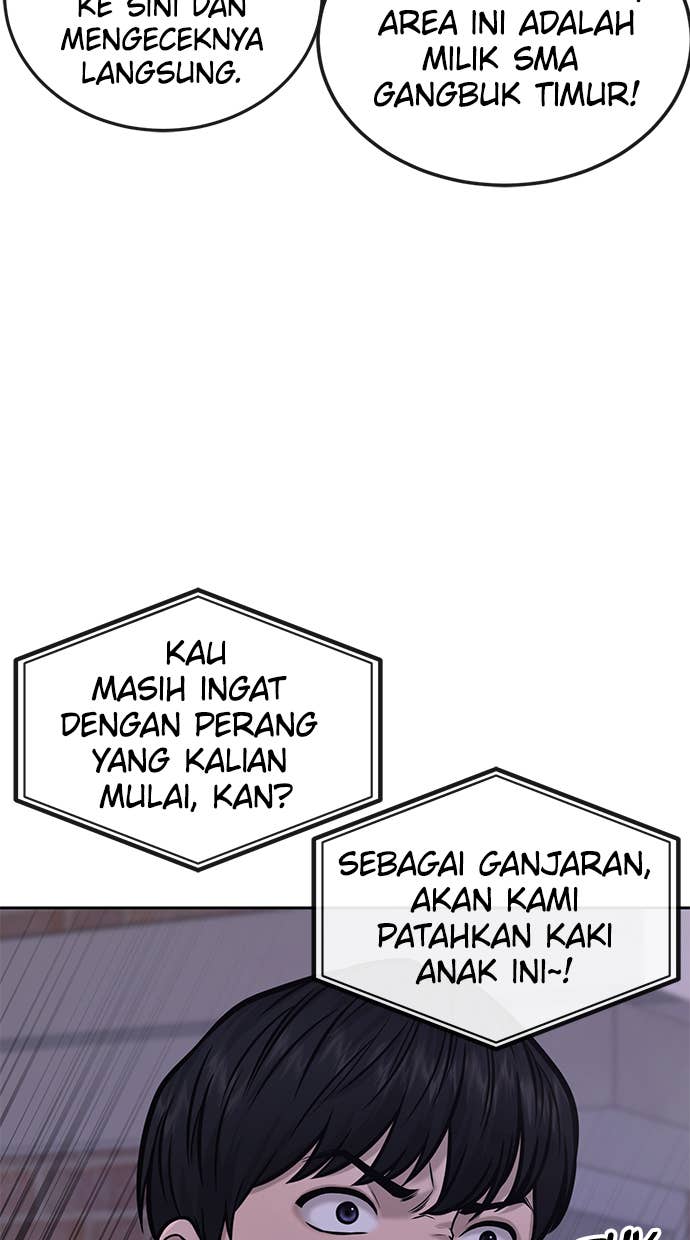 KE SINI DAN
MENGECEKNYA
LANGSUNG.
AREA INI ADALAH
MILIK SMA
GANGBUK TIMUR!
KAU
MASIH INGAT
DENGAN PERANG
YANG KALIAN
MULAI, KAN?
SEBAGAI GANJARAN,
AKAN KAMI
PATAHKAN KAKI
ANAK INI~!